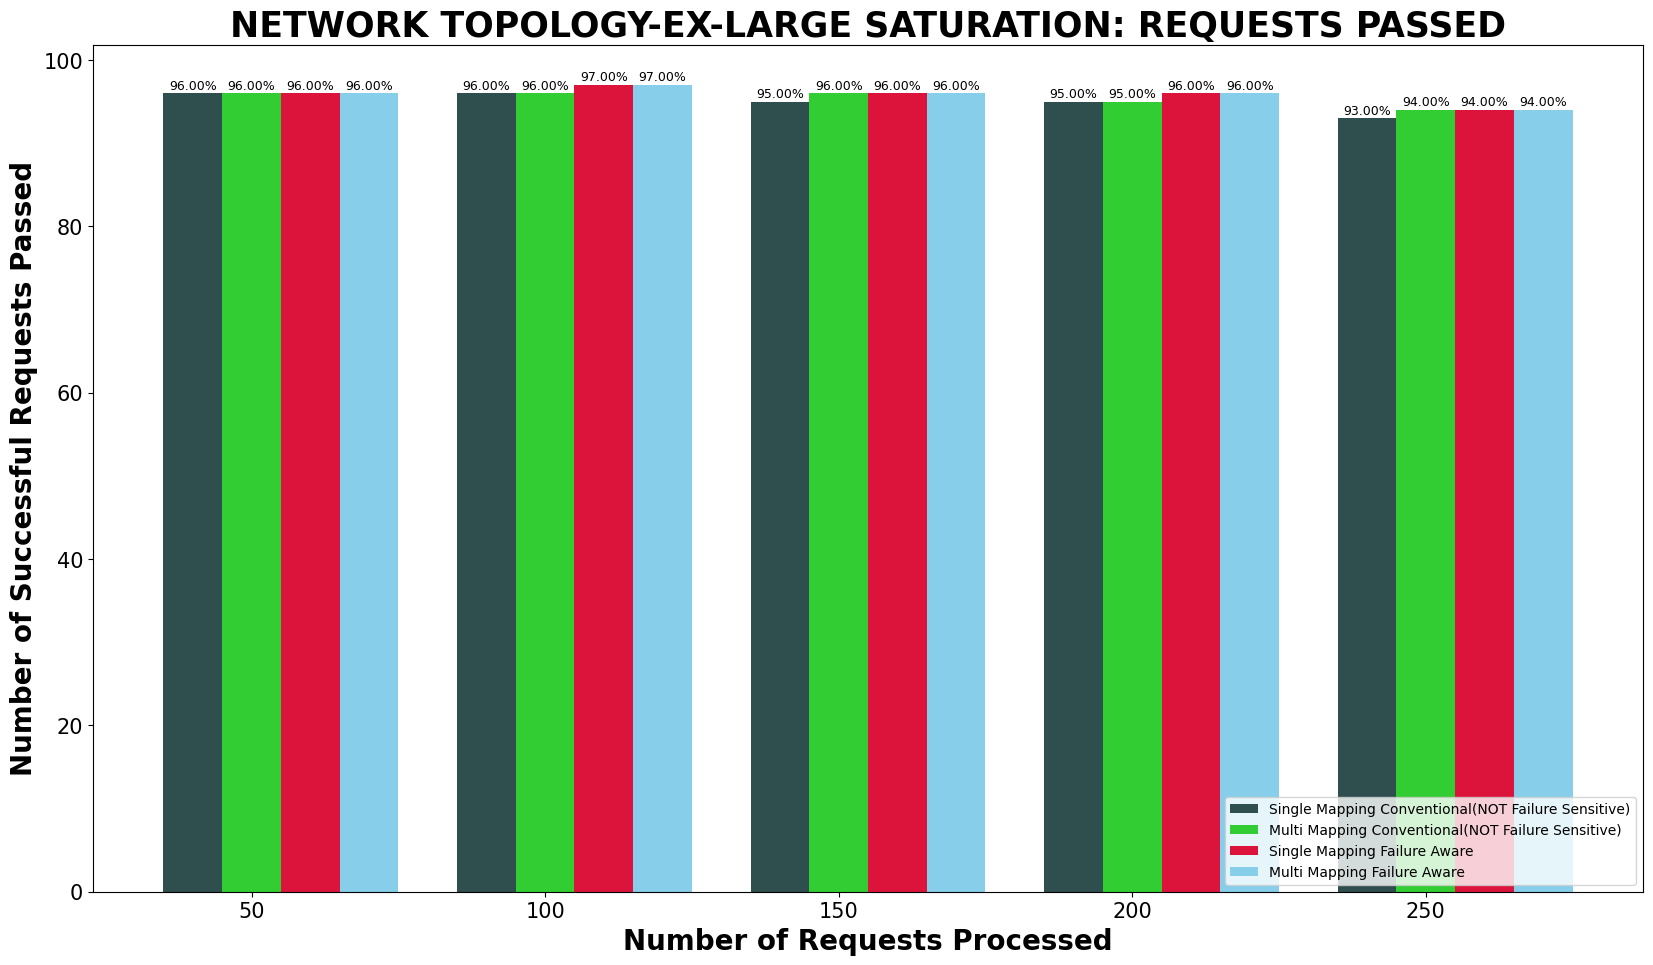 NETWORK TOPOLOGY-EX-LARGE SATURATION: REQUESTS PASSED
Number of Successful Requests Passed
100
80
60
40
20
0
96.00% 96.00% 96.00% 96.00%
96.00% 96.00% 97.00% 97.00%
95.00% 96.00% 96.00% 96.00%
95.00% 95.00% 96.00% 96.00%
93.00% 94.00% 94.00% 94.00%
Single Mapping Conventional(NOT Failure Sensitive)
Multi Mapping Conventional(NOT Failure Sensitive)
Single Mapping Failure Aware
Multi Mapping Failure Aware
50 100 150 200 250
Number of Requests Processed